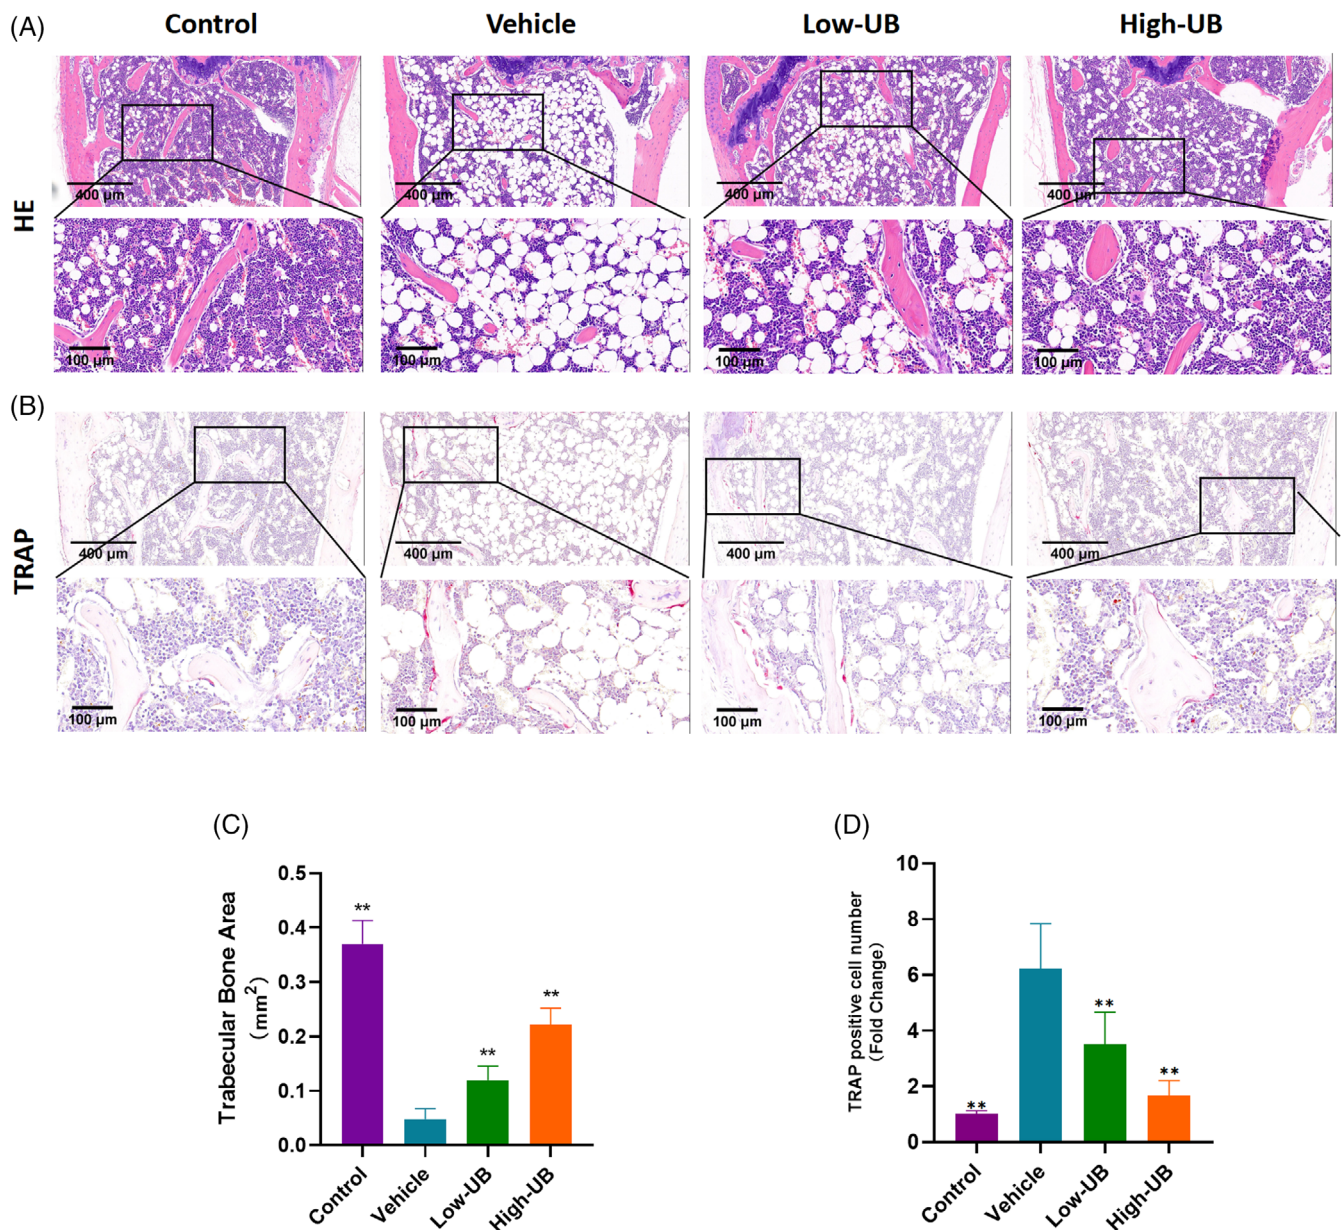 (A)
Control Vehicle Low-UB High-UB
HE
400 µm 400 µm 400 µm 400 µm
100 µm 100 µm 100 µm 100 µm
(B)
TRAP
400 µm 400 µm 400 µm 400 µm
100 µm 100 µm 100 µm 100 µm
(C)
Trabecular Bone Area
(mm²)
0.5
0.4
0.3
0.2
0.1
0.0
**
**
**
Control Vehicle Low-UB High-UB
(D)
TRAP positive cell number
(Fold Change)
10
8
6
4
2
0
**
**
**
Control Vehicle Low-UB High-UB